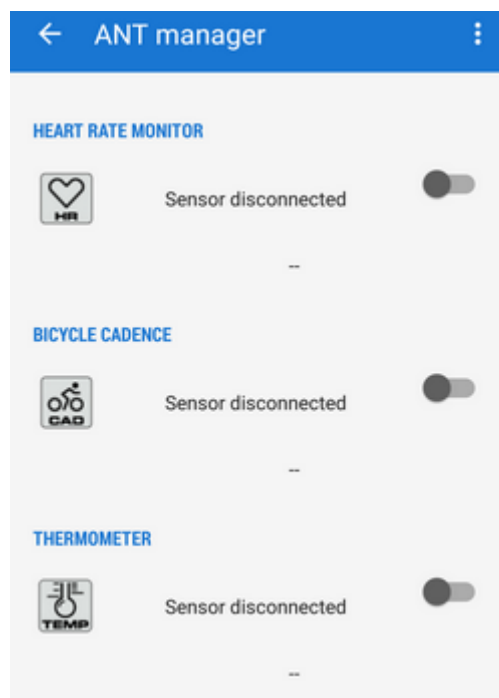 ANT manager
HEART RATE MONITOR
HR
Sensor disconnected
--
BICYCLE CADENCE
CAD
Sensor disconnected
--
THERMOMETER
TEMP
Sensor disconnected
--